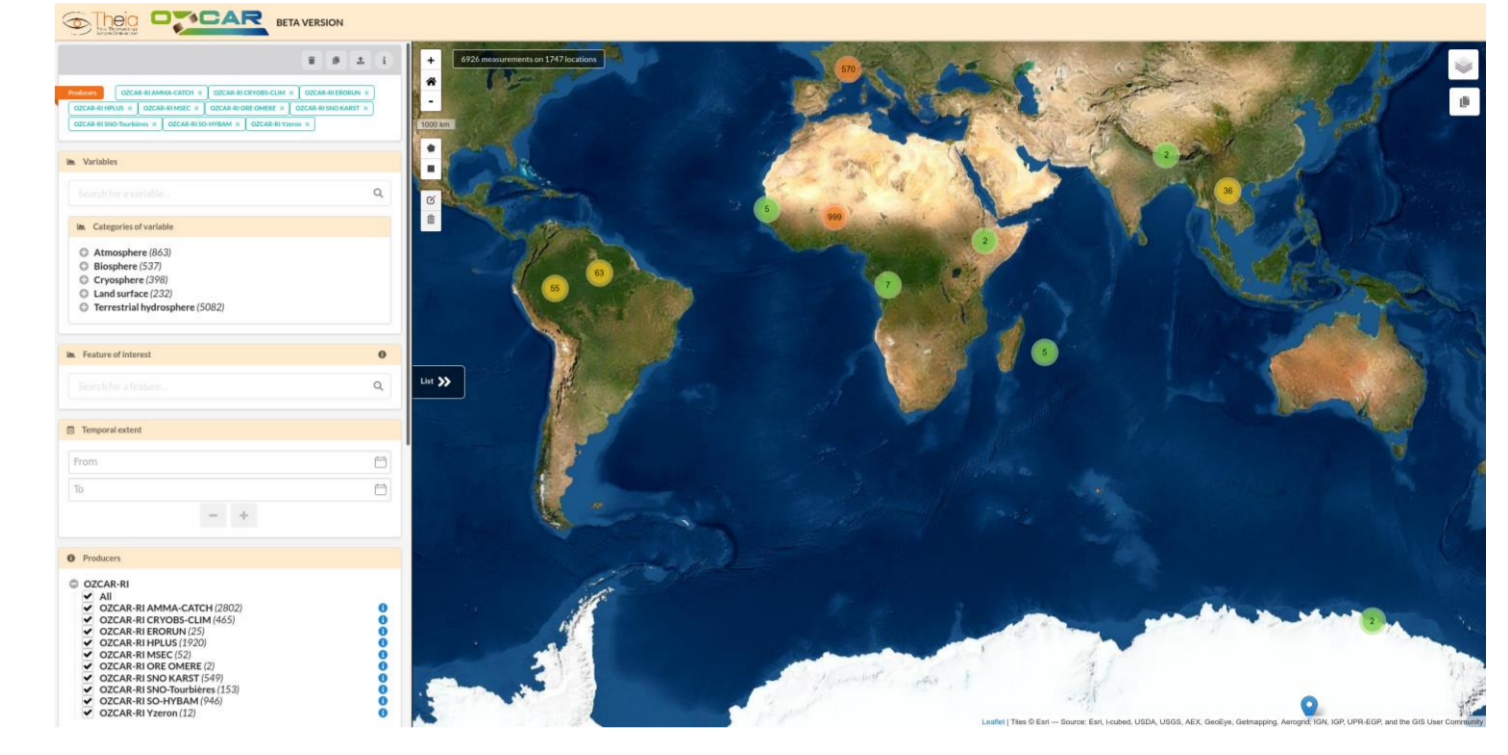 Theia OZCAR BETA VERSION
Producers OZCAR-RI AMMA-CATCH × OZCAR-RI CRYOBS-CLIM × OZCAR-RI ERORUN ×
OZCAR-RI HPLUS × OZCAR-RI MSEC × OZCAR-RI ORE OMERE × OZCAR-RI SNO KARST ×
OZCAR-RI SNO-Tourbières × OZCAR-RI SO-HYBAM × OZCAR-RI Yzeron ×
Variables
Search for a variable...
Categories of variable
Atmosphere (863)
Biosphere (537)
Cryosphere (398)
Land surface (232)
Terrestrial hydrosphere (5082)
Feature of interest
Search for a feature...
Temporal extent
From
To
Producers
OZCAR-RI
All
OZCAR-RI AMMA-CATCH (2802)
OZCAR-RI CRYOBS-CLIM (465)
OZCAR-RI ERORUN (25)
OZCAR-RI HPLUS (1920)
OZCAR-RI MSEC (52)
OZCAR-RI ORE OMERE (2)
OZCAR-RI SNO KARST (549)
OZCAR-RI SNO-Tourbières (153)
OZCAR-RI SO-HYBAM (946)
OZCAR-RI Yzeron (12)
+
-
1000 km
6926 measurements on 1747 locations
List
570
2
36
5
999
2
63
55
7
5
2
Leaflet | Tiles © Esri — Source: Esri, i-cubed, USDA, USGS, AEX, GeoEye, Getmapping, Aerogrid, IGN, IGP, UPR-EGP, and the GIS User Community